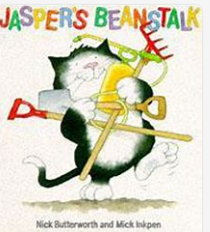 JASPER'S BEANSTALK
Nick Butterworth and Mick Inkpen